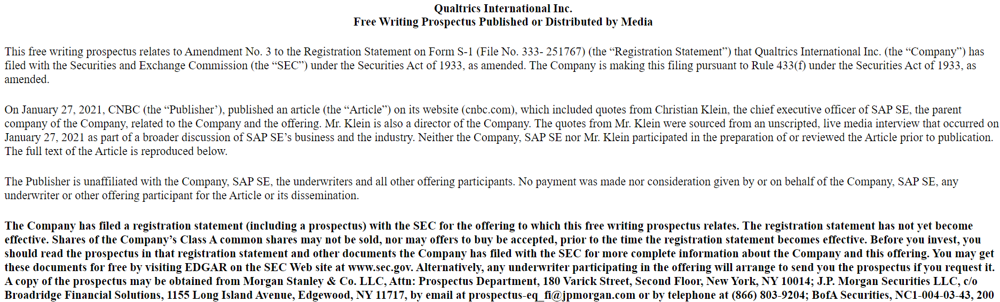 Qualtrics International Inc.
Free Writing Prospectus Published or Distributed by Media
This free writing prospectus relates to Amendment No. 3 to the Registration Statement on Form S-1 (File No. 333- 251767) (the “Registration Statement”) that Qualtrics International Inc. (the “Company”) has
filed with the Securities and Exchange Commission (the “SEC”) under the Securities Act of 1933, as amended. The Company is making this filing pursuant to Rule 433(f) under the Securities Act of 1933, as
amended.
On January 27, 2021, CNBC (the “Publisher’), published an article (the “Article”) on its website (cnbc.com), which included quotes from Christian Klein, the chief executive officer of SAP SE, the parent
company of the Company, related to the Company and the offering. Mr. Klein is also a director of the Company. The quotes from Mr. Klein were sourced from an unscripted, live media interview that occurred on
January 27, 2021 as part of a broader discussion of SAP SE’s business and the industry. Neither the Company, SAP SE nor Mr. Klein participated in the preparation of or reviewed the Article prior to publication.
The full text of the Article is reproduced below.
The Publisher is unaffiliated with the Company, SAP SE, the underwriters and all other offering participants. No payment was made nor consideration given by or on behalf of the Company, SAP SE, any
underwriter or other offering participant for the Article or its dissemination.
The Company has filed a registration statement (including a prospectus) with the SEC for the offering to which this free writing prospectus relates. The registration statement has not yet become
effective. Shares of the Company’s Class A common shares may not be sold, nor may offers to buy be accepted, prior to the time the registration statement becomes effective. Before you invest, you
should read the prospectus in that registration statement and other documents the Company has filed with the SEC for more complete information about the Company and this offering. You may get
these documents for free by visiting EDGAR on the SEC Web site at www.sec.gov. Alternatively, any underwriter participating in the offering will arrange to send you the prospectus if you request it.
A copy of the prospectus may be obtained from Morgan Stanley & Co. LLC, Attn: Prospectus Department, 180 Varick Street, Second Floor, New York, NY 10014; J.P. Morgan Securities LLC, c/o
Broadridge Financial Solutions, 1155 Long Island Avenue, Edgewood, NY 11717, by email at prospectus-eq_fi@jpmorgan.com or by telephone at (866) 803-9204; BofA Securities, NC1-004-03-43, 200